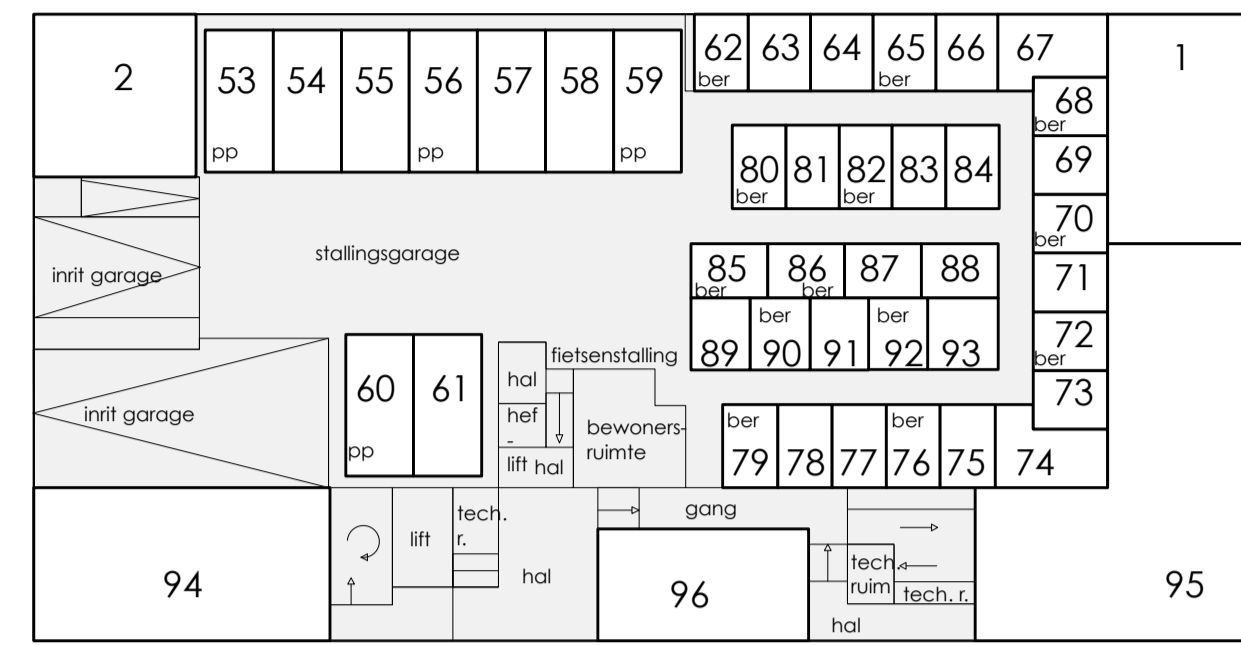 2
53
54
55
56
57
58
59
pp
pp
pp
62
63
64
65
66
67
ber
ber
1
68
ber
69
70
ber
71
72
ber
73
80
81
82
83
84
ber
ber
inrit garage
stallingsgarage
85
86
87
88
ber
ber
ber
ber
89
90
91
92
93
inrit garage
60
61
pp
fietsenstalling
hal
hef
-
lift
hal
bewoners-
ruimte
ber
ber
79
78
77
76
75
74
94
lift
tech.
r.
hal
gang
96
tech.
ruim
tech. r.
hal
95